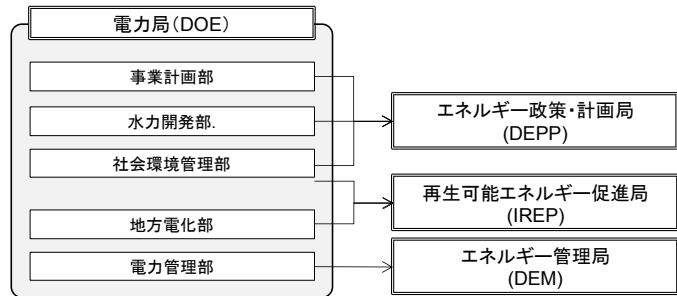 電力局(DOE)
事業計画部
水力開発部.
社会環境管理部
地方電化部
電力管理部
エネルギー政策・計画局
(DEPP)
再生可能エネルギー促進局
(IREP)
エネルギー管理局
(DEM)